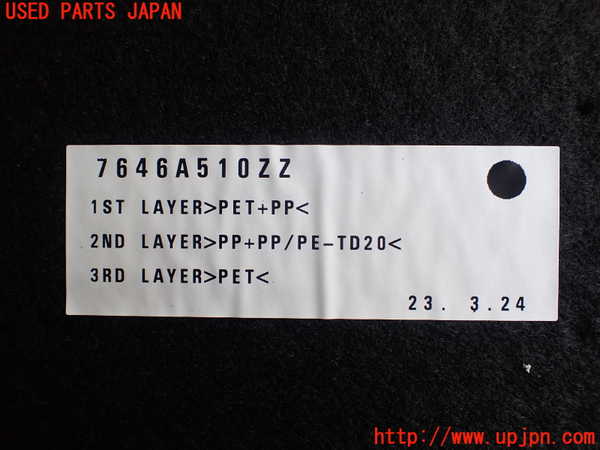 USED PARTS JAPAN
7646A510ZZ
1ST LAYER>PET+PP<
2ND LAYER>PP+PP/PE-TD20<
3RD LAYER>PET<
23. 3.24
http://www.upjpn.com/